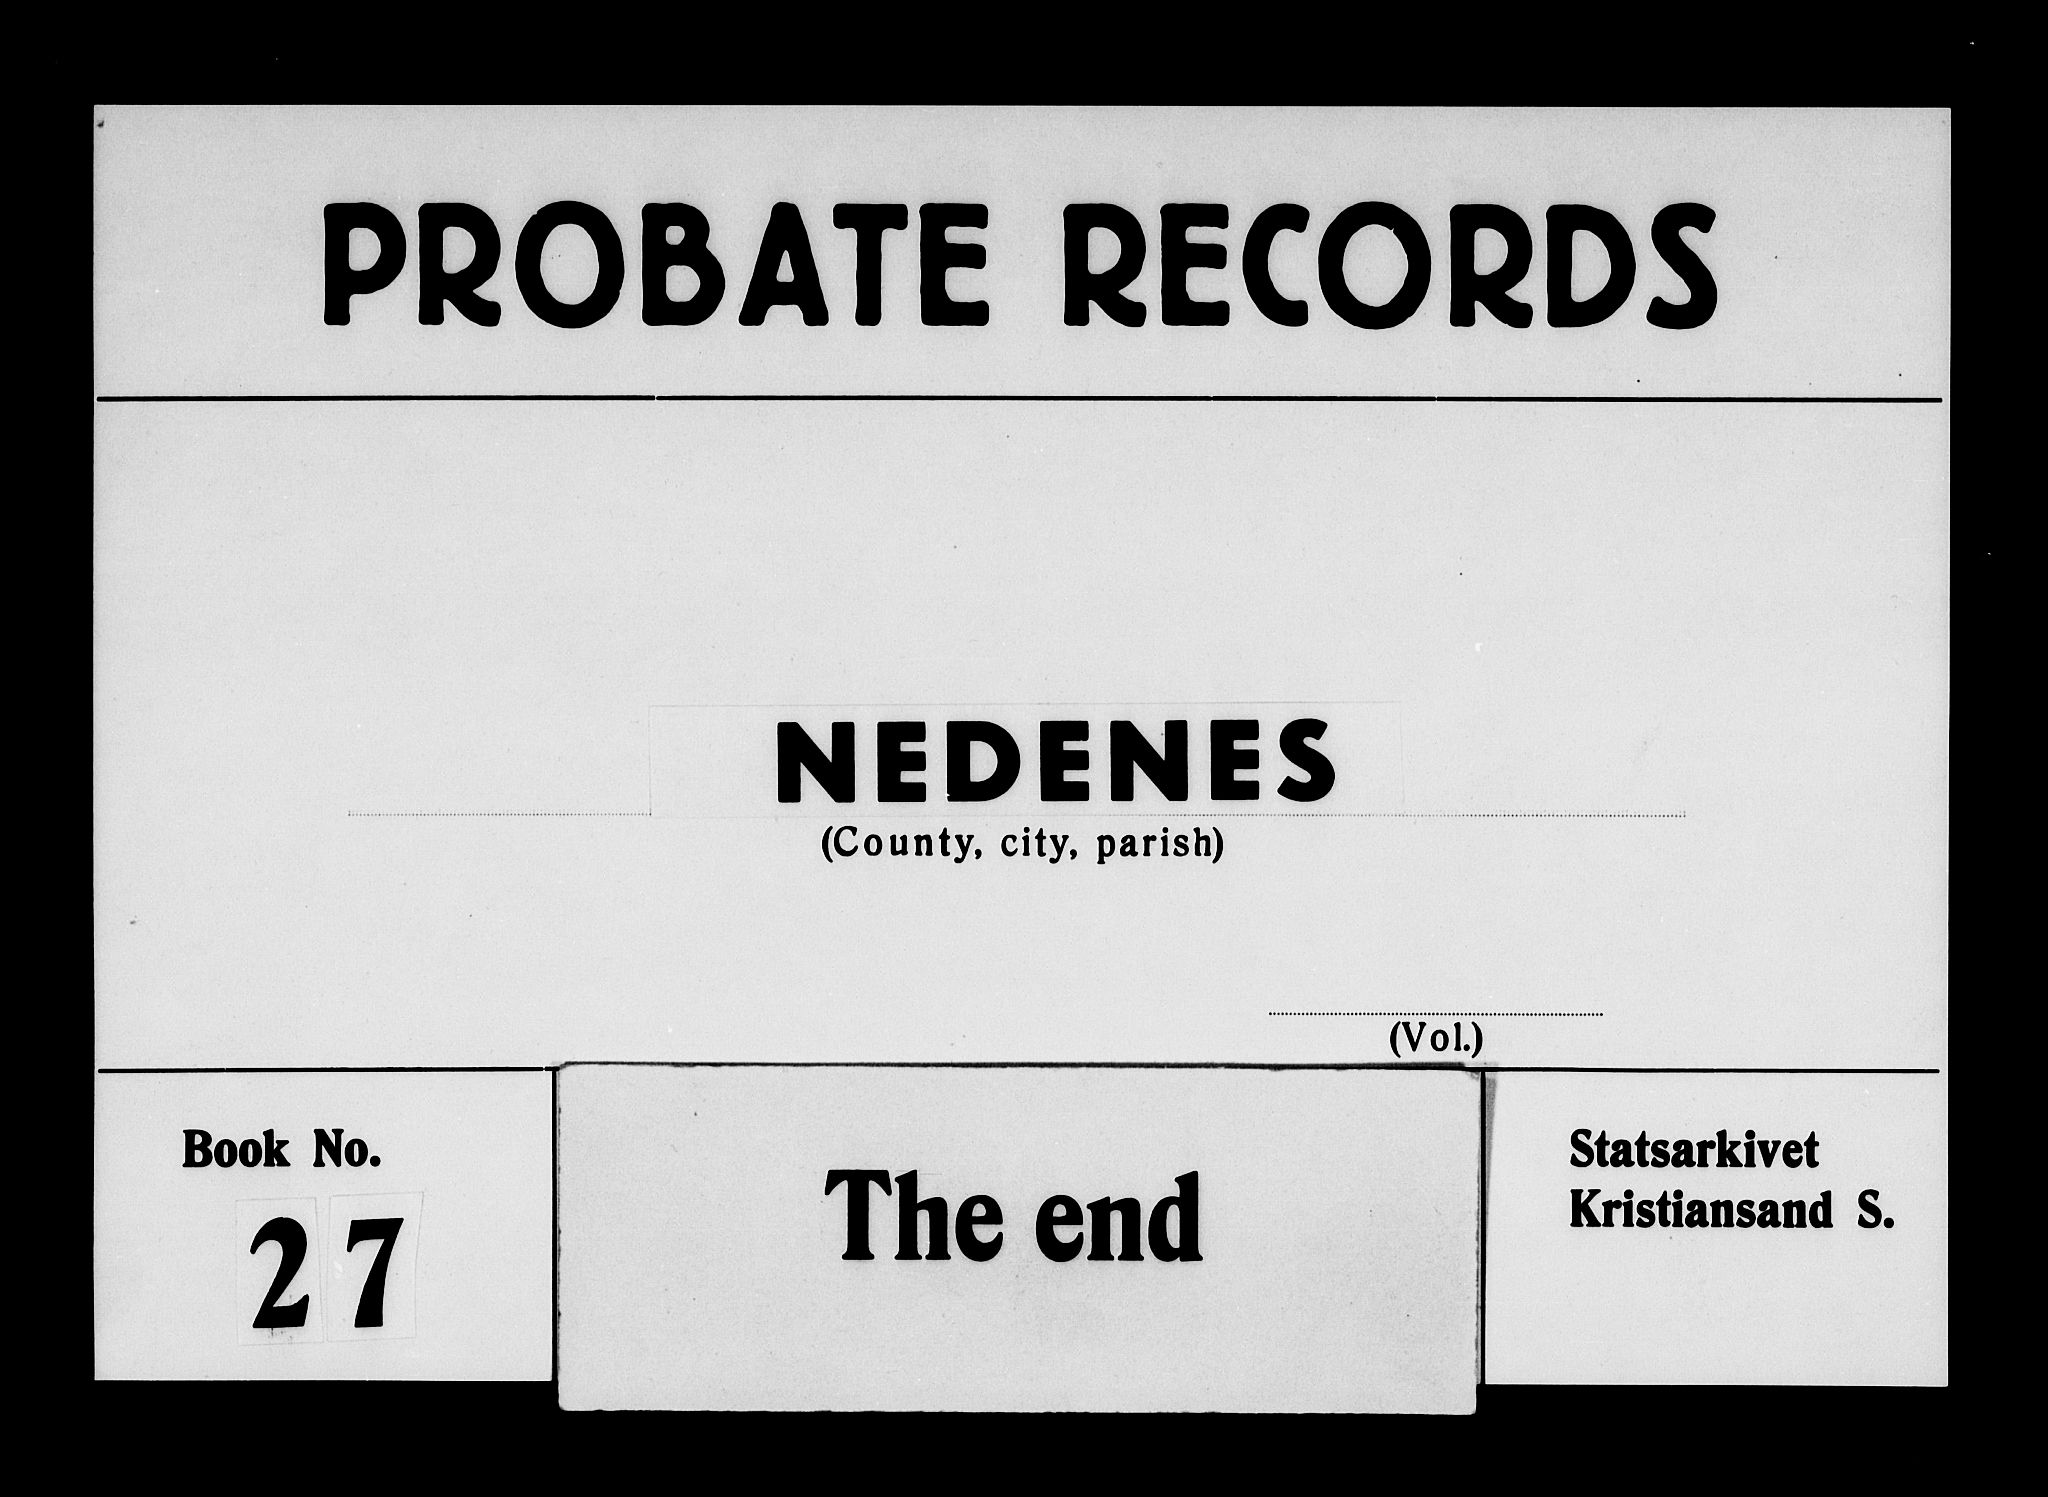 PROBATE RECORDS
NEDENES
(County, city, parish)
(Vol.)
Book No.
27
The end
Statsarkivet
Kristiansand S.